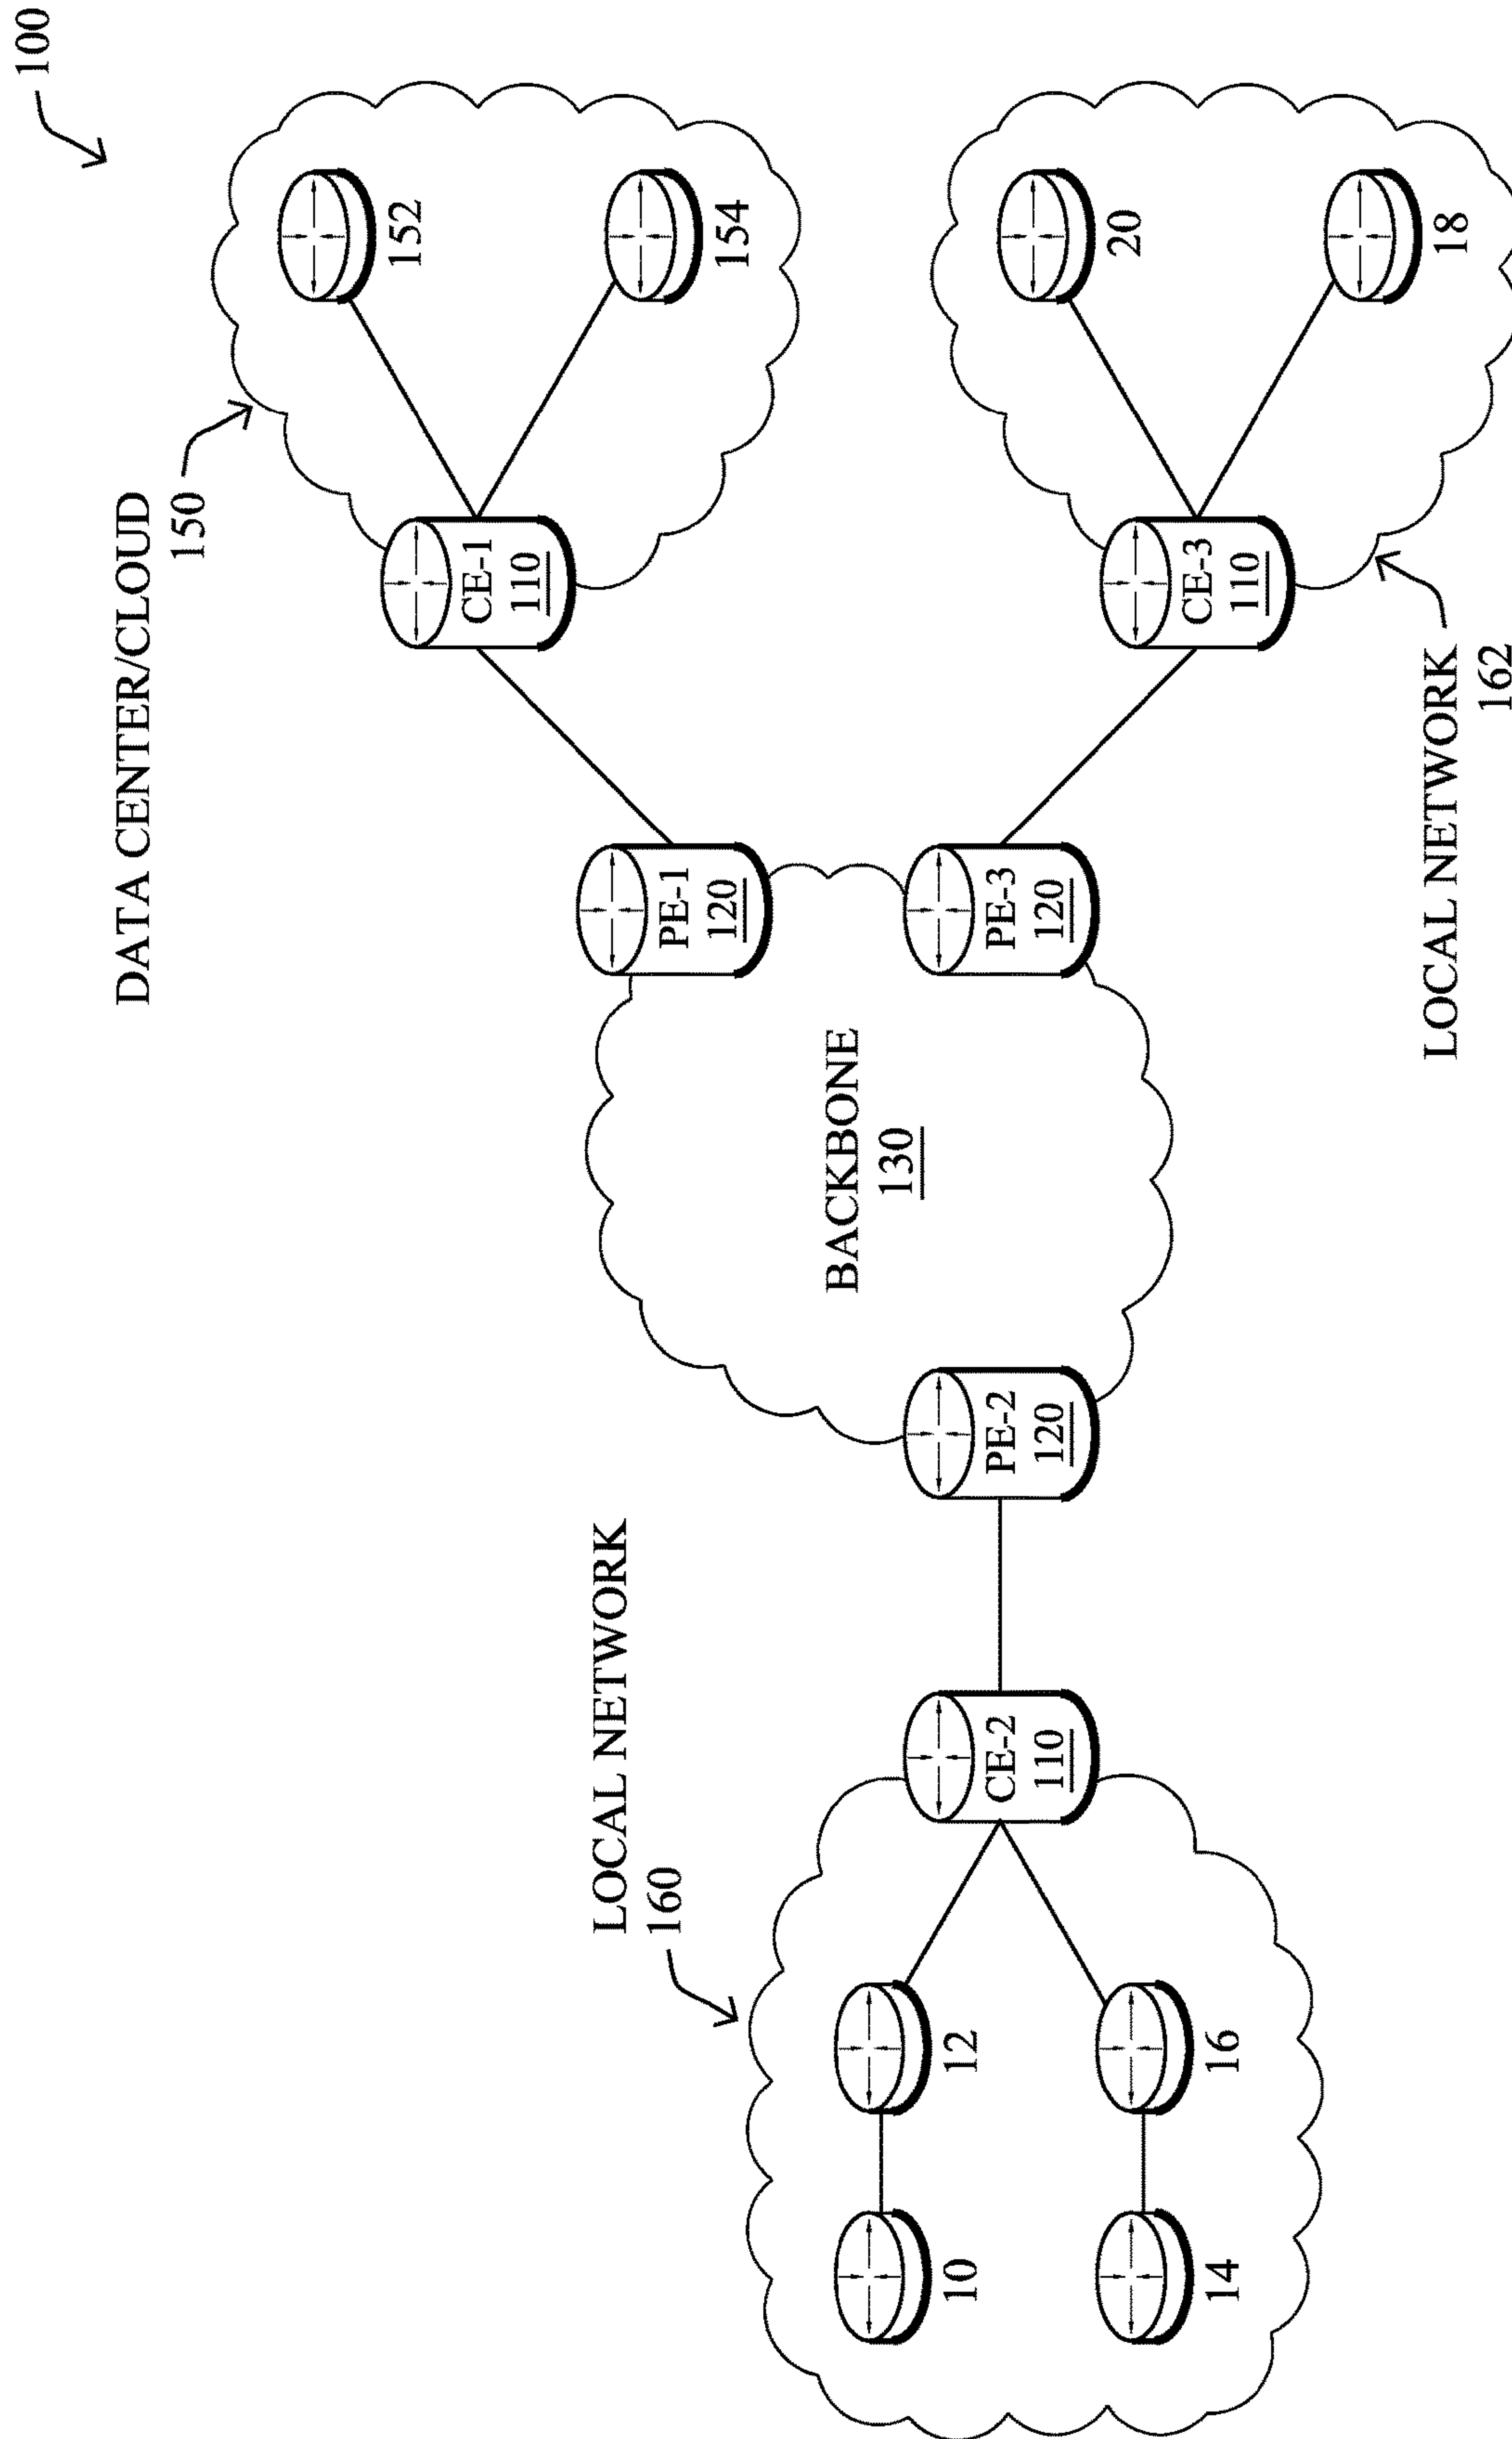 100
DATA CENTER/CLOUD
150
152
154
CE-1
110
PE-1
120
BACKBONE
130
PE-3
120
PE-2
120
CE-3
110
20
18
LOCAL NETWORK
162
LOCAL NETWORK
160
CE-2
110
12
10
16
14